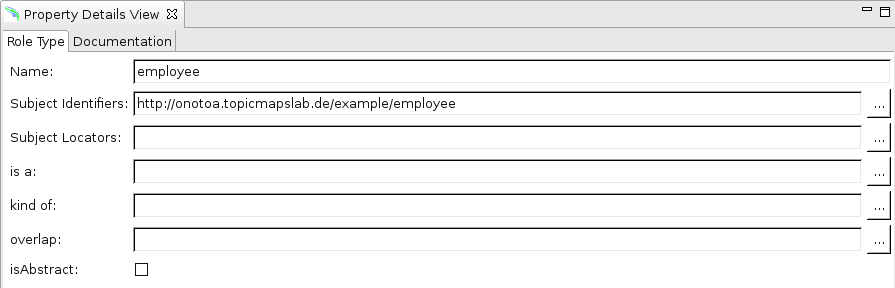 Property Details View
Role Type Documentation
Name: employee
Subject Identifiers: http://onotoa.topicmapslab.de/example/employee ...
Subject Locators: ...
is a: ...
kind of: ...
overlap: ...
isAbstract: